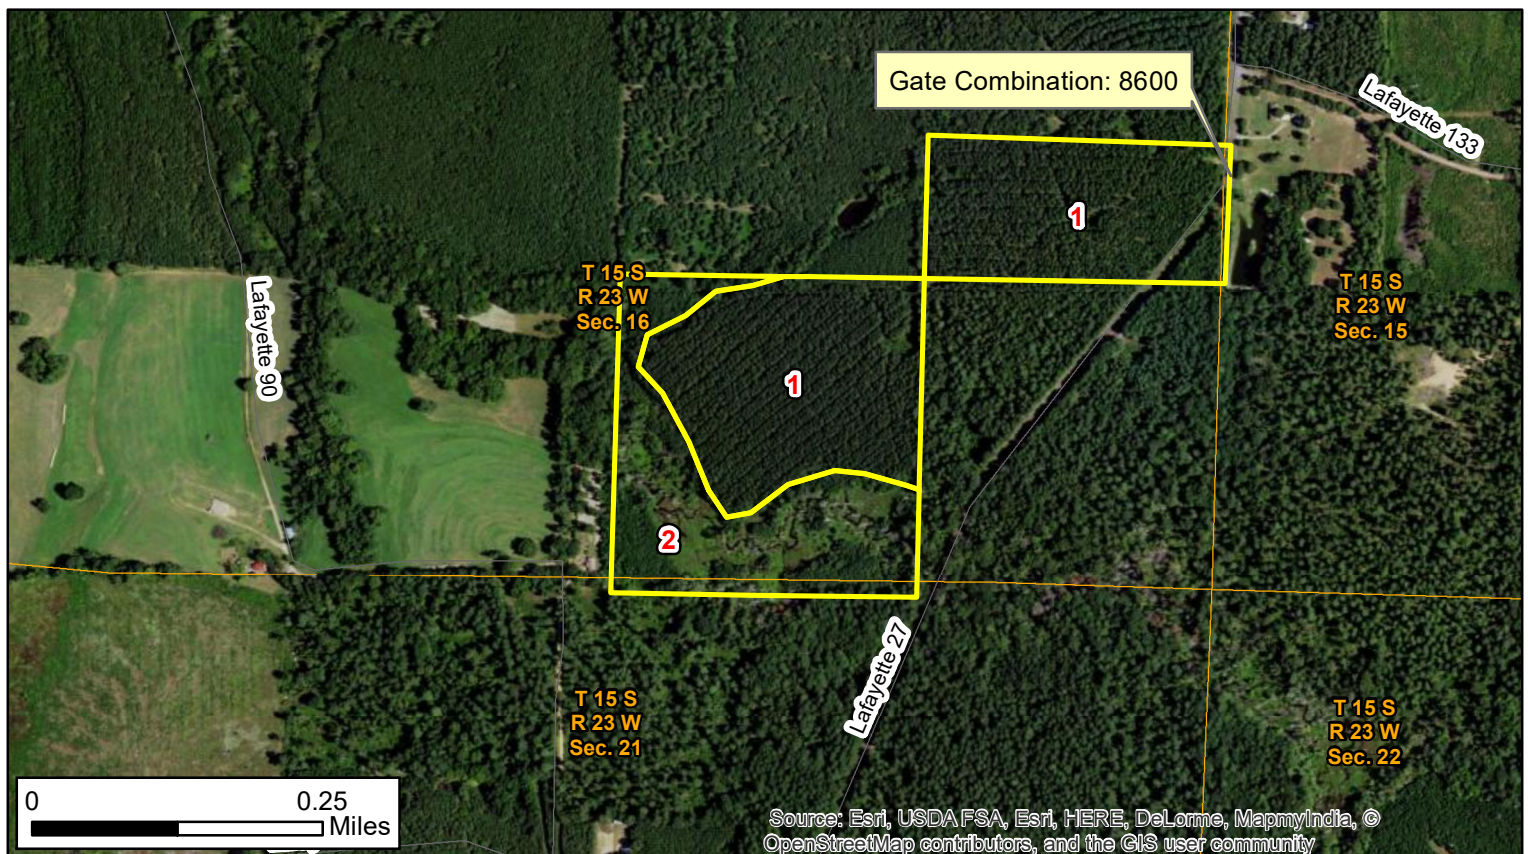 Gate Combination: 8600
Lafayette 133
1
T 15 S
R 23 W
Sec. 16
T 15 S
R 23 W
Sec. 15
Lafayette 90
1
2
Lafayette 27
T 15 S
R 23 W
Sec. 21
T 15 S
R 23 W
Sec. 22
0 0.25
Miles
Source: Esri, USDA FSA, Esri, HERE, DeLorme, MapmyIndia, ©
OpenStreetMap contributors, and the GIS user community